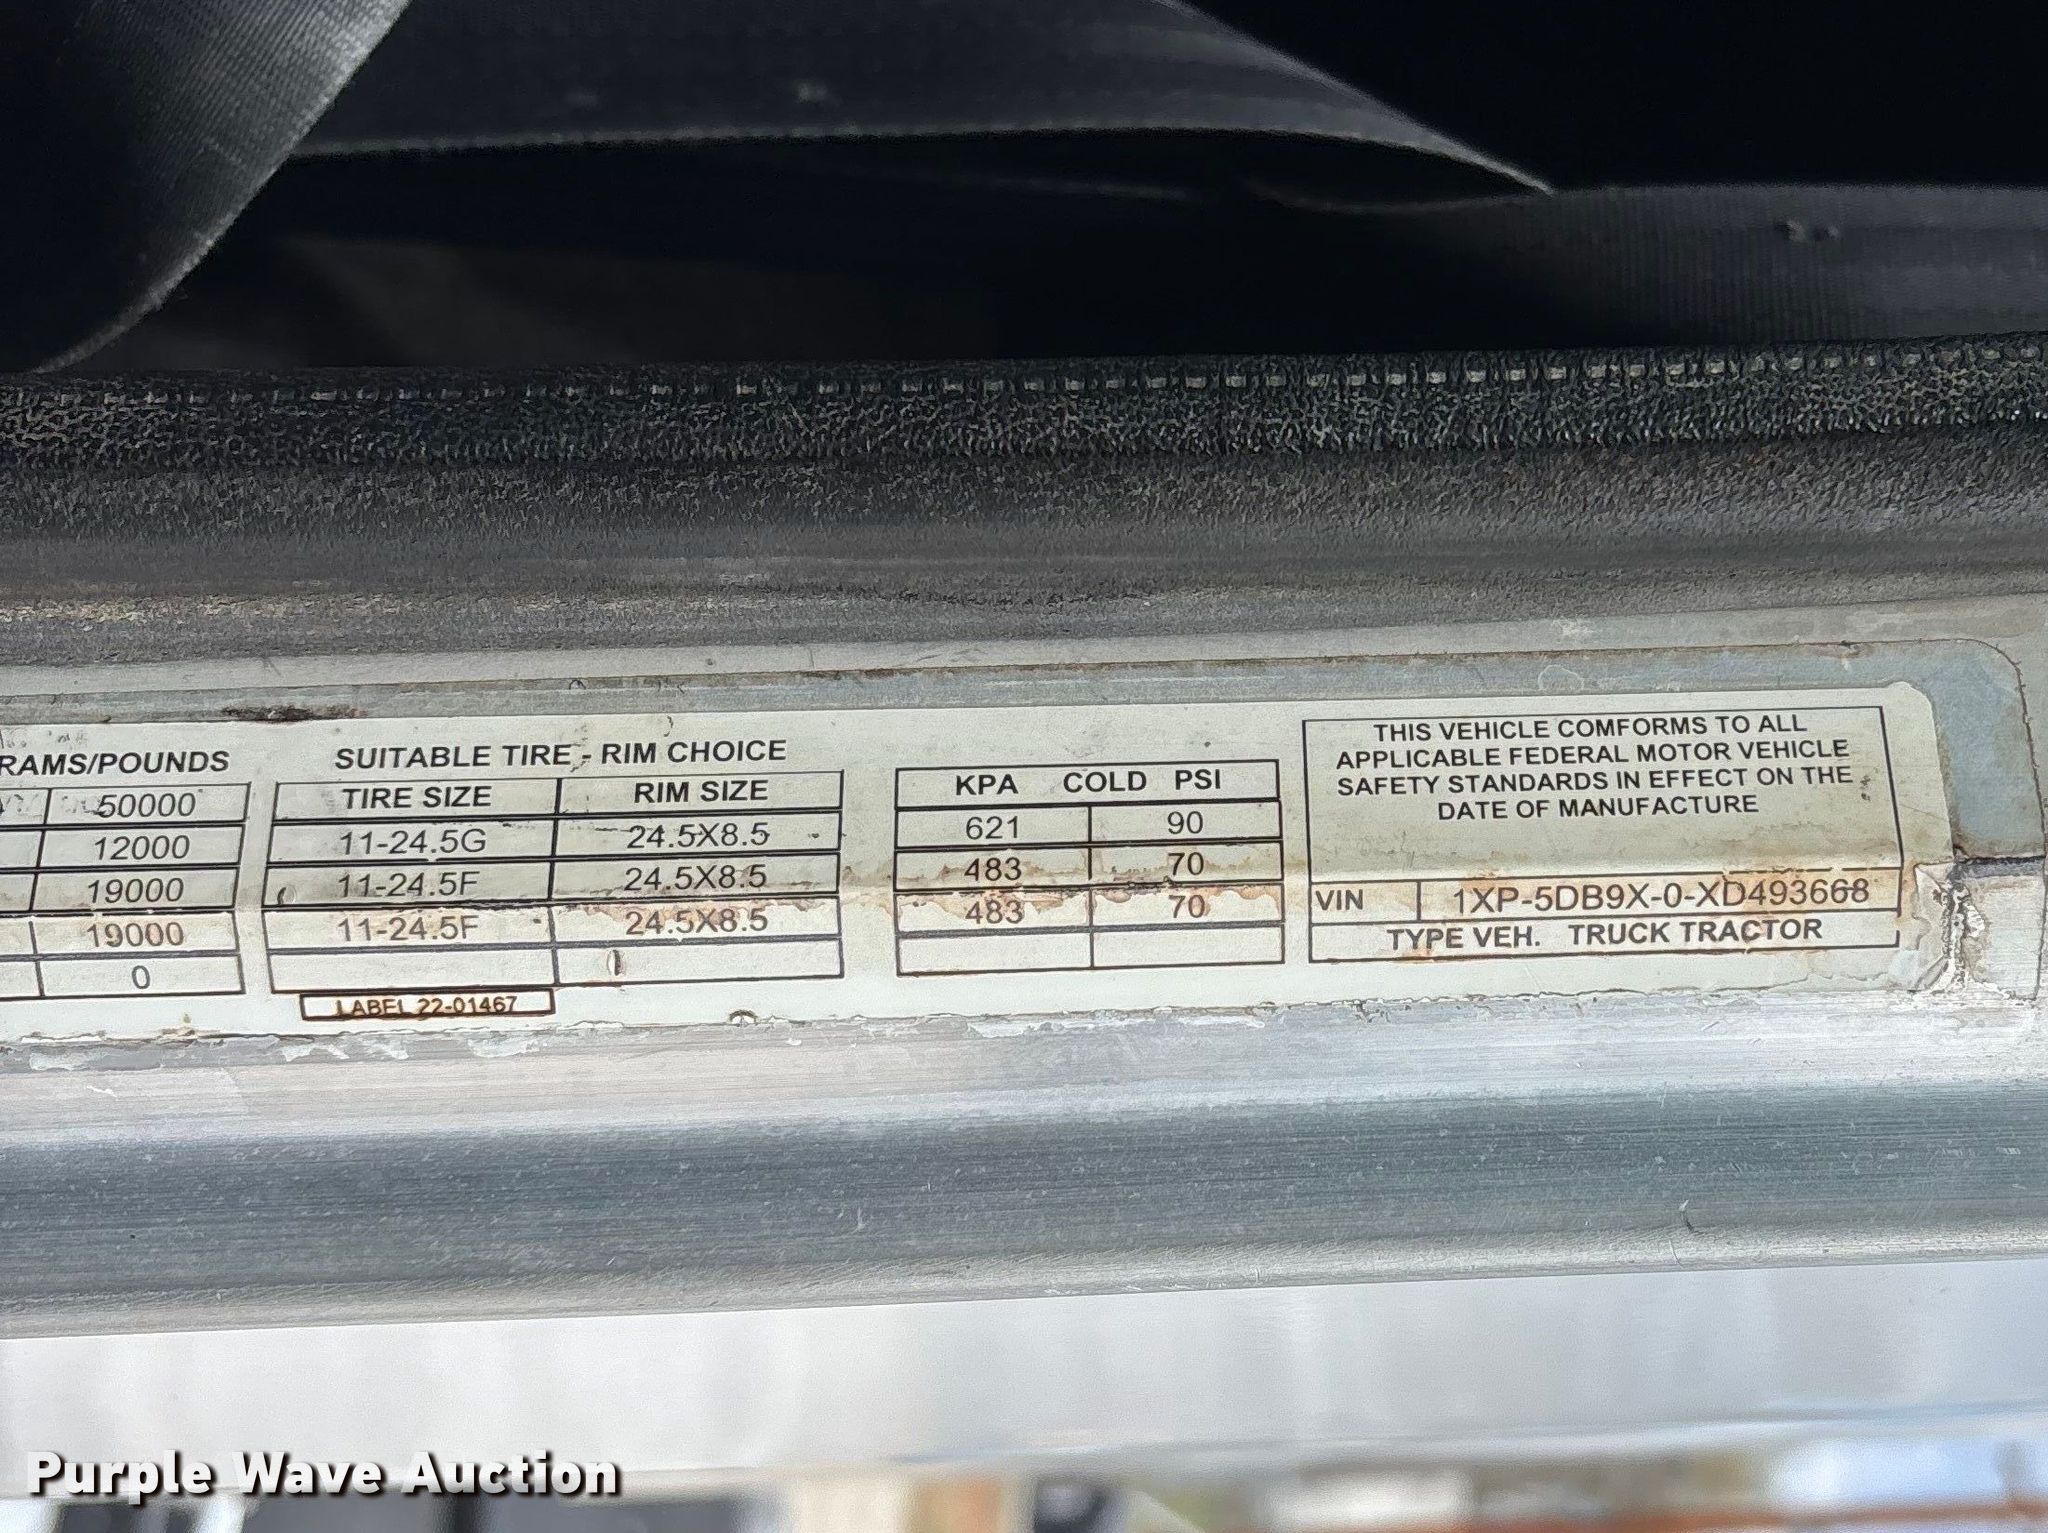 RAMS/POUNDS
50000
12000
19000
19000
0
SUITABLE TIRE - RIM CHOICE
TIRE SIZE RIM SIZE
11-24.5G 24.5X8.5
11-24.5F 24.5X8.5
11-24.5F 24.5X8.5
LABEL 22-01467
KPA COLD PSI
621 90
483 70
483 70
THIS VEHICLE COMFORMS TO ALL
APPLICABLE FEDERAL MOTOR VEHICLE
SAFETY STANDARDS IN EFFECT ON THE
DATE OF MANUFACTURE
VIN 1XP-5DB9X-0-XD493668
TYPE VEH. TRUCK TRACTOR
Purple Wave Auction